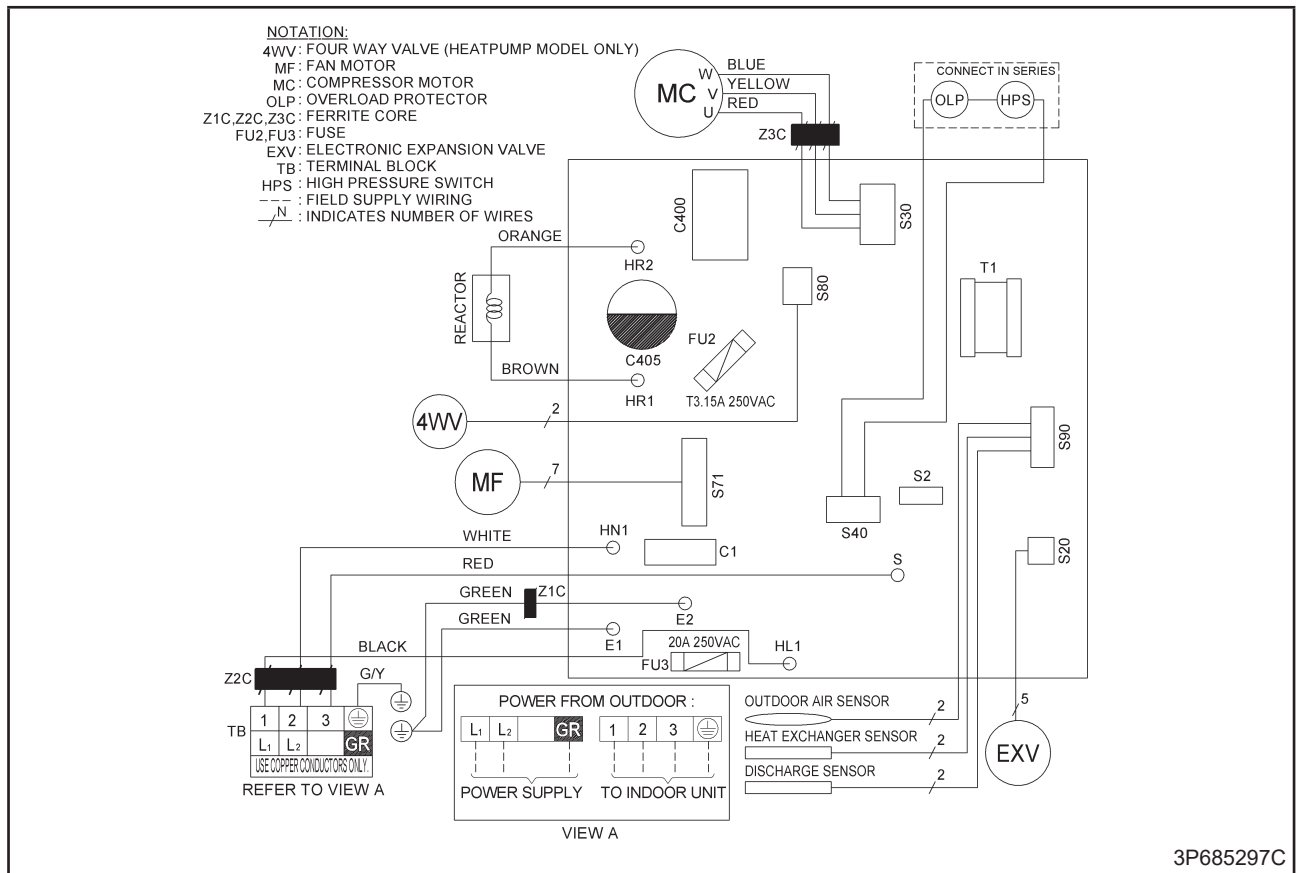 NOTATION:
4WV : FOUR WAY VALVE (HEATPUMP MODEL ONLY)
MF : FAN MOTOR
MC : COMPRESSOR MOTOR
OLP : OVERLOAD PROTECTOR
Z1C,Z2C,Z3C : FERRITE CORE
FU2,FU3 : FUSE
EXV : ELECTRONIC EXPANSION VALVE
TB : TERMINAL BLOCK
HPS : HIGH PRESSURE SWITCH
--- : FIELD SUPPLY WIRING
N : INDICATES NUMBER OF WIRES
MC
W
V
U
BLUE
YELLOW
RED
Z3C
CONNECT IN SERIES
OLP
HPS
C400
S30
ORANGE
HR2
REACTOR
S80
T1
C405
FU2
BROWN
HR1
T3.15A 250VAC
4WV
2
MF
7
S71
S90
S2
S40
S20
WHITE
HN1
C1
RED
S
GREEN
Z1C
E2
GREEN
E1
BLACK
20A 250VAC
FU3
HL1
Z2C
G/Y
TB
1 2 3
L1 L2 GR
USE COPPER CONDUCTORS ONLY.
REFER TO VIEW A
POWER FROM OUTDOOR :
L1 L2 GR
1 2 3
POWER SUPPLY
TO INDOOR UNIT
VIEW A
OUTDOOR AIR SENSOR
2
HEAT EXCHANGER SENSOR
2
DISCHARGE SENSOR
2
5
EXV
3P685297C